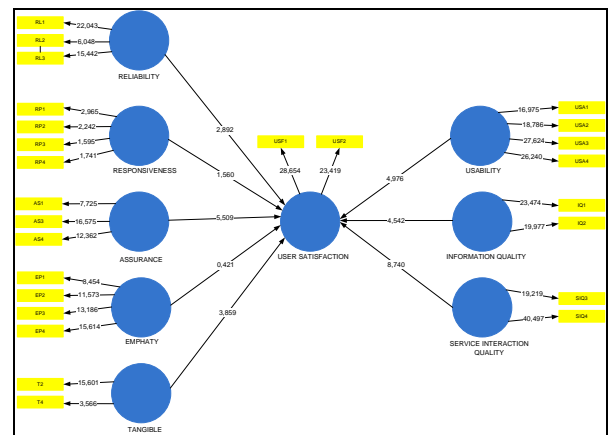 RL1
22,043
RL2
6,048
RL3
15,442
RELIABILITY
RP1
2,965
RP2
2,242
RP3
1,595
RP4
1,741
RESPONSIVENESS
AS1
7,725
AS3
16,575
AS4
12,362
ASSURANCE
EP1
8,454
EP2
11,573
EP3
13,186
EP4
15,614
EMPHATY
T2
15,601
T4
3,566
TANGIBLE
2,892
1,560
5,509
0,421
3,859
USF1
USF2
28,654
23,419
USER SATISFACTION
4,976
4,542
8,740
16,975
USA1
18,786
USA2
27,624
USA3
26,240
USA4
USABILITY
23,474
IQ1
19,977
IQ2
INFORMATION QUALITY
19,219
SIQ3
40,497
SIQ4
SERVICE INTERACTION
QUALITY